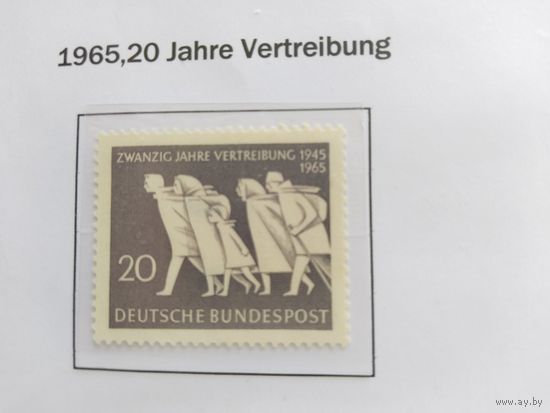 1965,20 Jahre Vertreibung
ZWANZIG JAHRE VERTREIBUNG 1945
1965
20
DEUTSCHE BUNDESPOST
www.ay.by